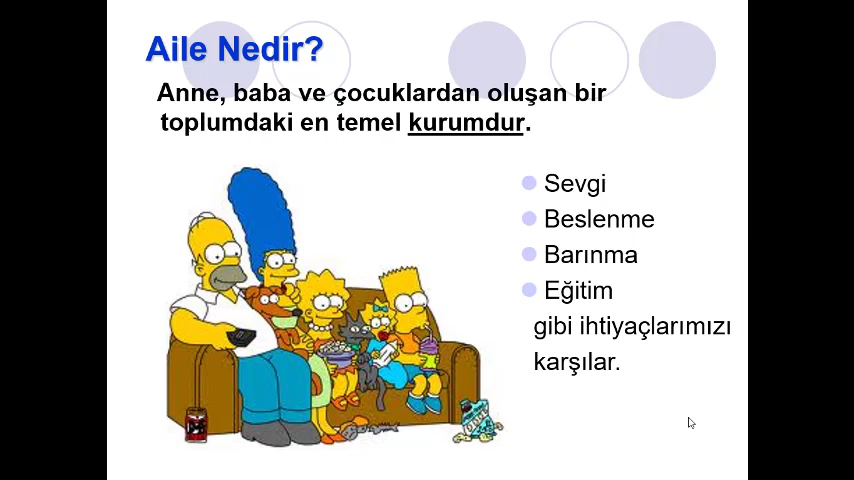 Aile Nedir?
Anne, baba ve çocuklardan oluşan bir
toplumdaki en temel kurumdur.
Sevgi
Beslenme
Barınma
Eğitim
gibi ihtiyaçlarımızı
karşılar.